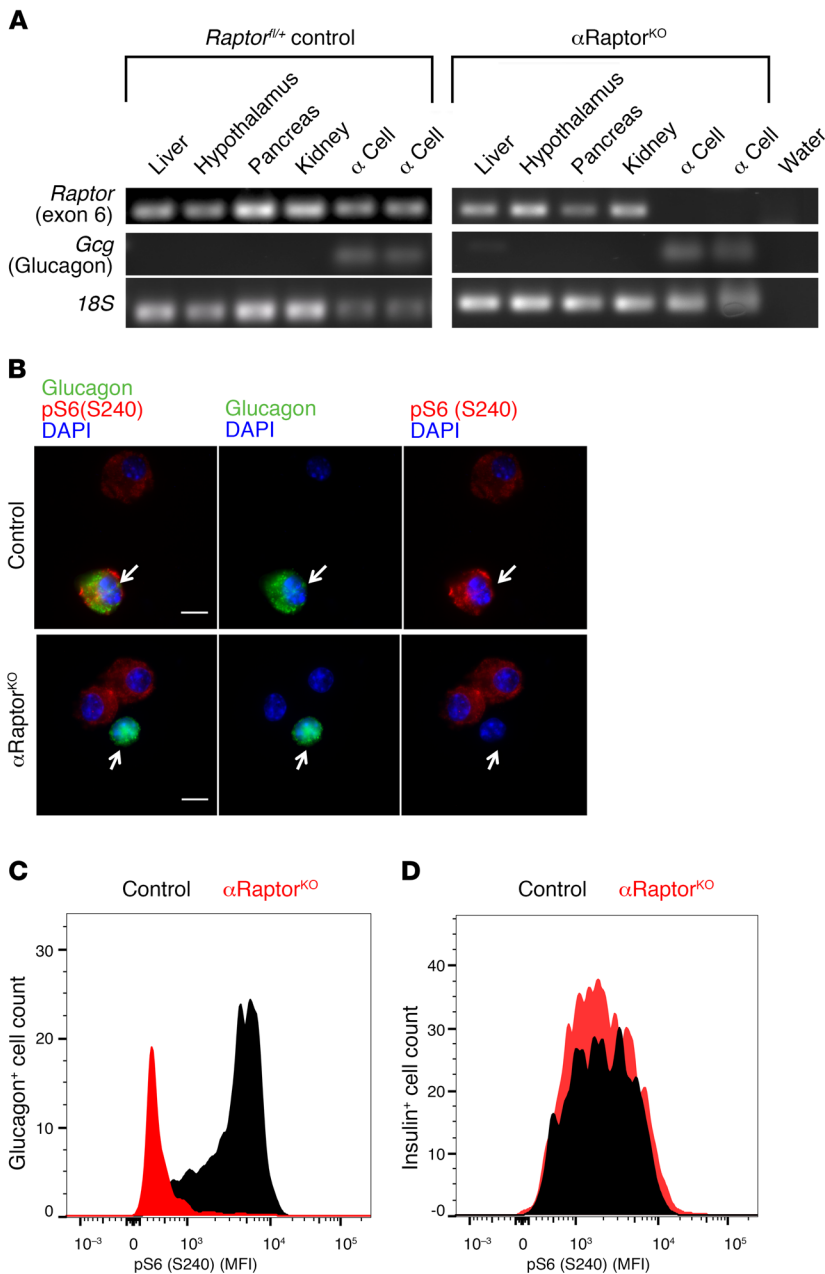 A
Raptorfl/+ control
αRaptorKO
Liver
Hypothalamus
Pancreas
Kidney
α Cell
α Cell
Liver
Hypothalamus
Pancreas
Kidney
α Cell
α Cell
Water
Raptor
(exon 6)
Gcg
(Glucagon)
18S
B
Glucagon
pS6(S240)
DAPI
Glucagon
DAPI
pS6 (S240)
DAPI
Control
αRaptorKO
C
Control αRaptorKO
Glucagon+ cell count
30
20
10
0
10-3 0 103 104 105
pS6 (S240) (MFI)
D
Control αRaptorKO
Insulin+ cell count
40
30
20
10
-0
10-3 0 103 104 105
pS6 (S240) (MFI)